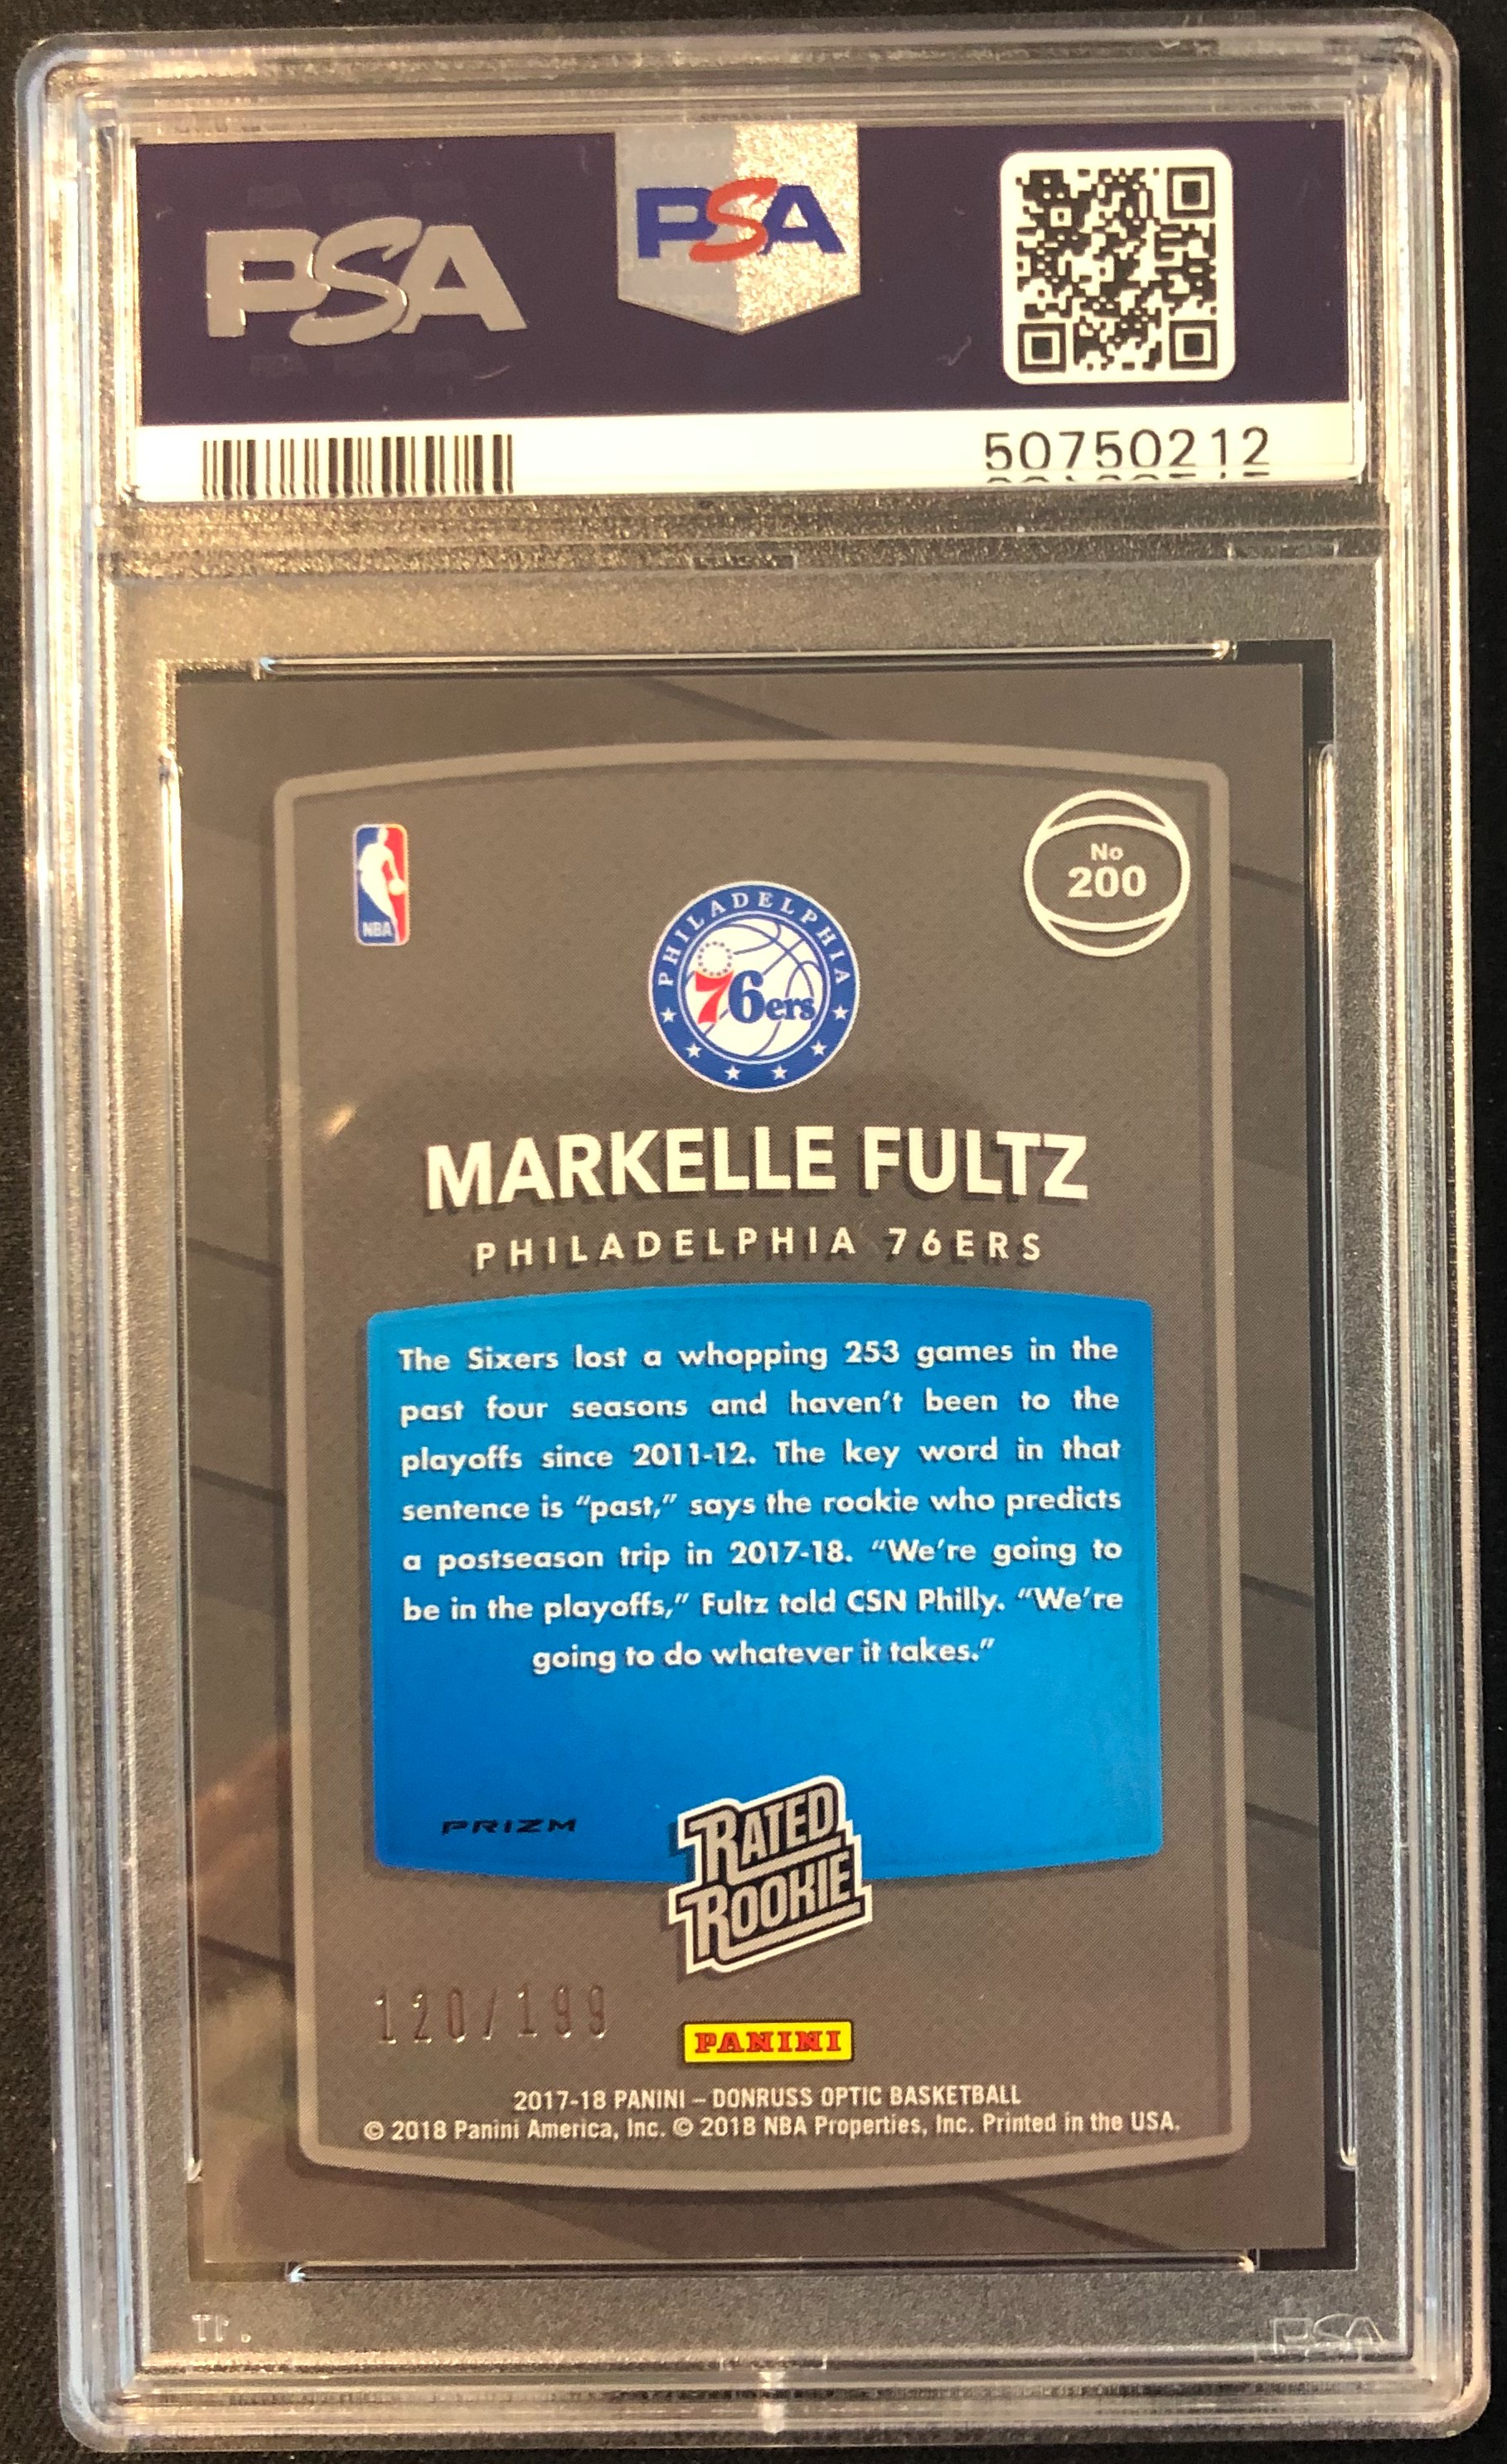 PSA
PSA
50750212
No
200
NBA
PHILADELPHIA
76ers
MARKELLE FULTZ
PHILADELPHIA 76ERS
The Sixers lost a whopping 253 games in the
past four seasons and haven't been to the
playoffs since 2011-12. The key word in that
sentence is “past,” says the rookie who predicts
a postseason trip in 2017-18. “We're going to
be in the playoffs,” Fultz told CSN Philly. “We're
going to do whatever it takes.”
PRIZM
RATED
ROOKIE
120/199
PANINI
2017-18 PANINI – DONRUSS OPTIC BASKETBALL
© 2018 Panini America, Inc. © 2018 NBA Properties, Inc. Printed in the USA.
PSA